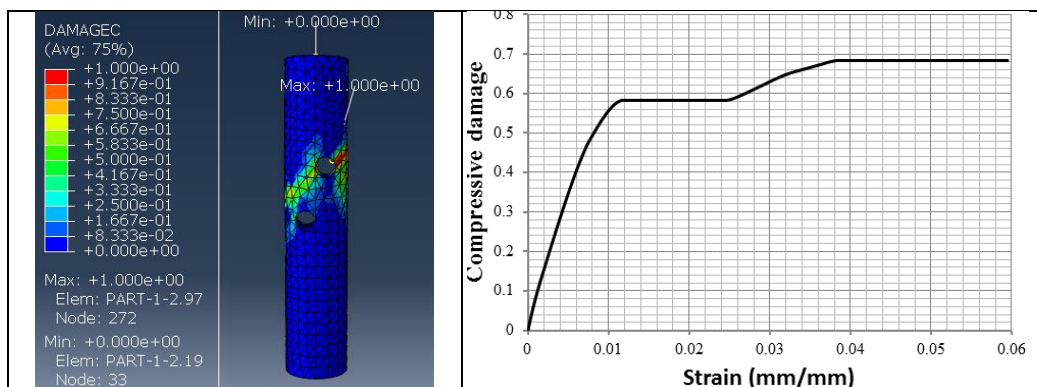 DAMAGEC
(Avg: 75%)
+1.000e+00
+9.167e-01
+8.333e-01
+7.500e-01
+6.667e-01
+5.833e-01
+5.000e-01
+4.167e-01
+3.333e-01
+2.500e-01
+1.667e-01
+8.333e-02
+0.000e+00
Max: +1.000e+00
Elem: PART-1-2.97
Node: 272
Min: +0.000e+00
Elem: PART-1-2.19
Node: 33
Min: +0.000e+00
Max: +1.000e+00
Compressive damage
0.8
0.7
0.6
0.5
0.4
0.3
0.2
0.1
0
0 0.01 0.02 0.03 0.04 0.05 0.06
Strain (mm/mm)